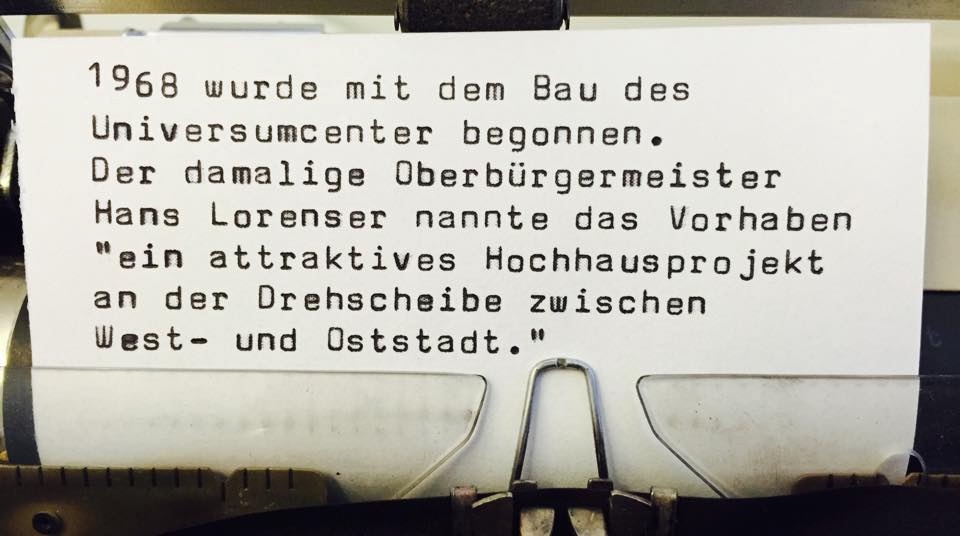 1968 wurde mit dem Bau des
Universumcenter begonnen.
Der damalige Oberbürgermeister
Hans Lorenser nannte das Vorhaben
"ein attraktives Hochhausprojekt
an der Drehscheibe zwischen
West- und Oststadt."